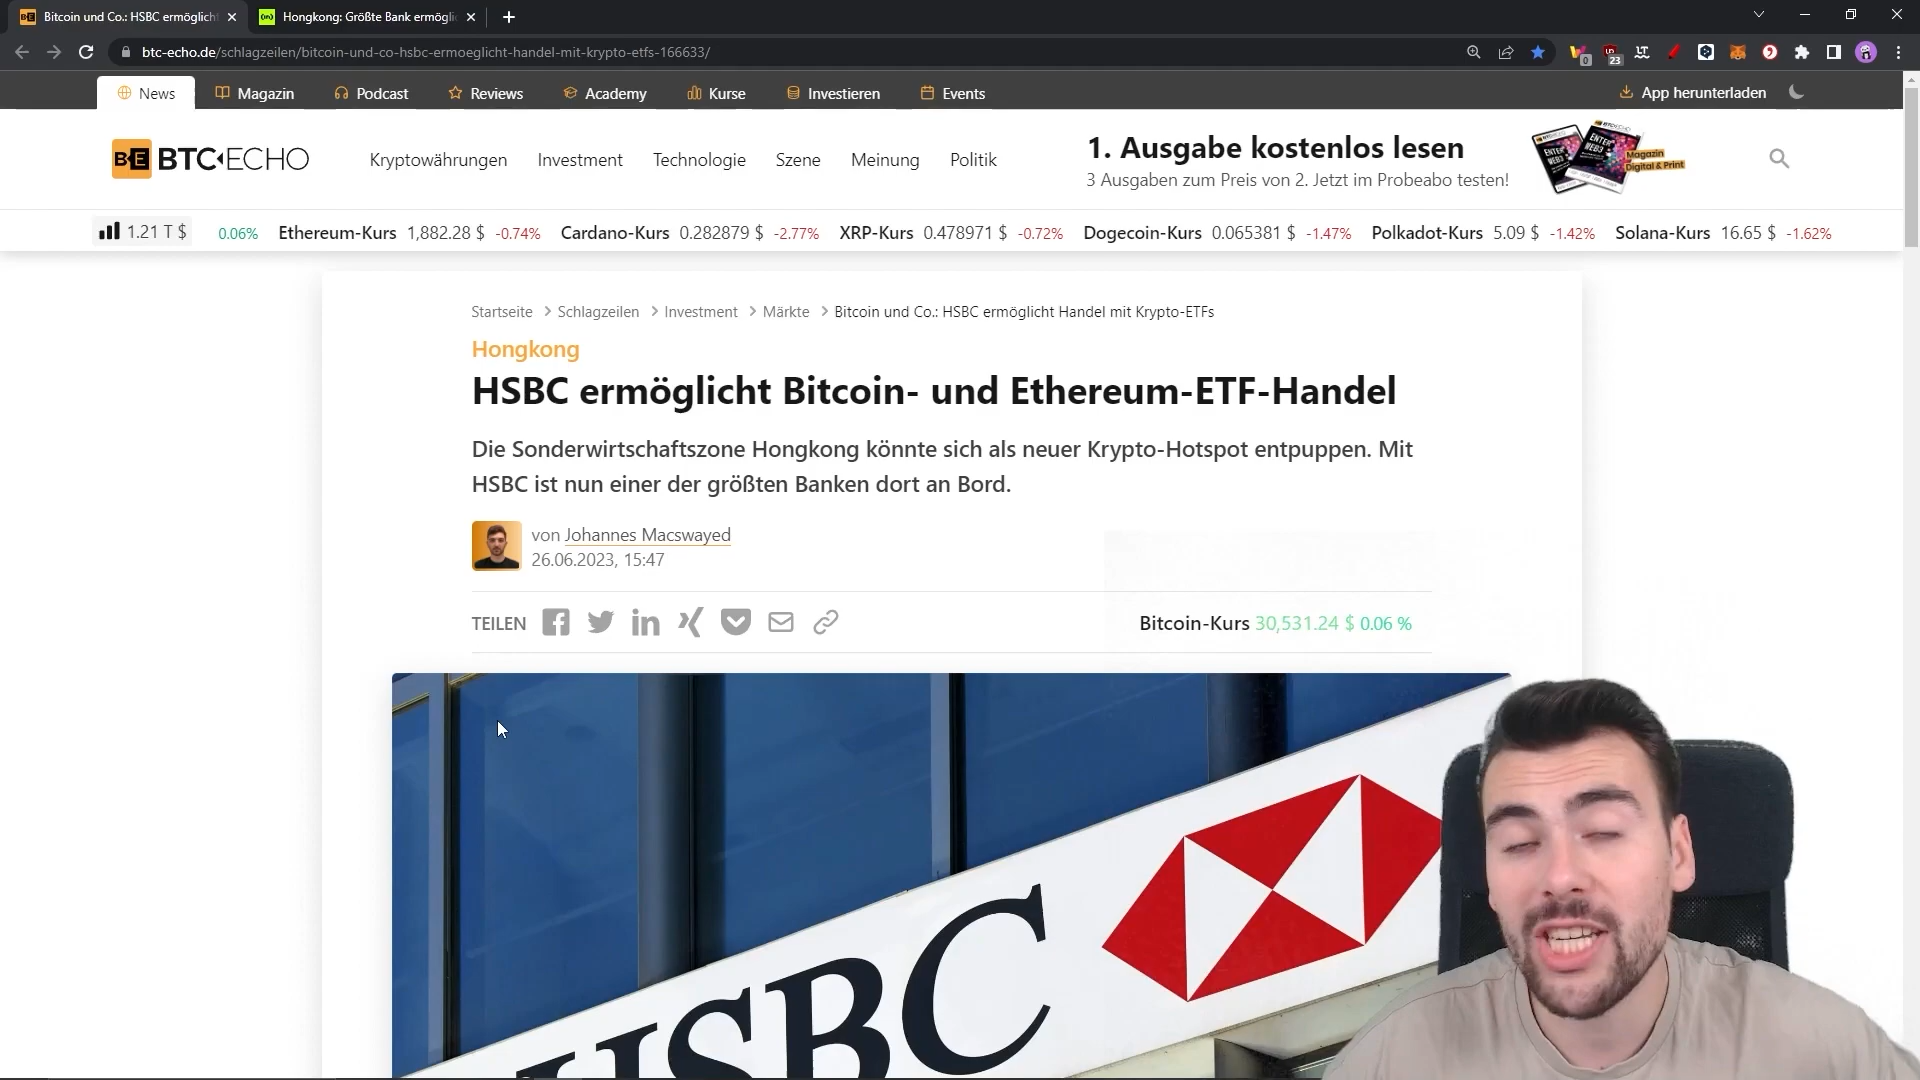 Bitcoin und Co.: HSBC ermöglicht
Hongkong: Größte Bank ermöglic
btc-echo.de/schlagzeilen/bitcoin-und-co-hsbc-ermoeglicht-handel-mit-krypto-etfs-166633/
0
23
News
Magazin
Podcast
Reviews
Academy
Kurse
Investieren
Events
App herunterladen
BTC-ECHO
Kryptowährungen
Investment
Technologie
Szene
Meinung
Politik
1. Ausgabe kostenlos lesen
3 Ausgaben zum Preis von 2. Jetzt im Probeabo testen!
ENTER WEB3
Magazin
Digital & Print
1.21 T $ 0.06% Ethereum-Kurs 1,882.28 $ -0.74% Cardano-Kurs 0.282879 $ -2.77% XRP-Kurs 0.478971 $ -0.72% Dogecoin-Kurs 0.065381 $ -1.47% Polkadot-Kurs 5.09 $ -1.42% Solana-Kurs 16.65 $ -1.62%
Startseite > Schlagzeilen > Investment > Märkte > Bitcoin und Co.: HSBC ermöglicht Handel mit Krypto-ETFs
Hongkong
HSBC ermöglicht Bitcoin- und Ethereum-ETF-Handel
Die Sonderwirtschaftszone Hongkong könnte sich als neuer Krypto-Hotspot entpuppen. Mit
HSBC ist nun einer der größten Banken dort an Bord.
von Johannes Macswayed
26.06.2023, 15:47
TEILEN
Bitcoin-Kurs 30,531.24 $ 0.06 %
HSBC